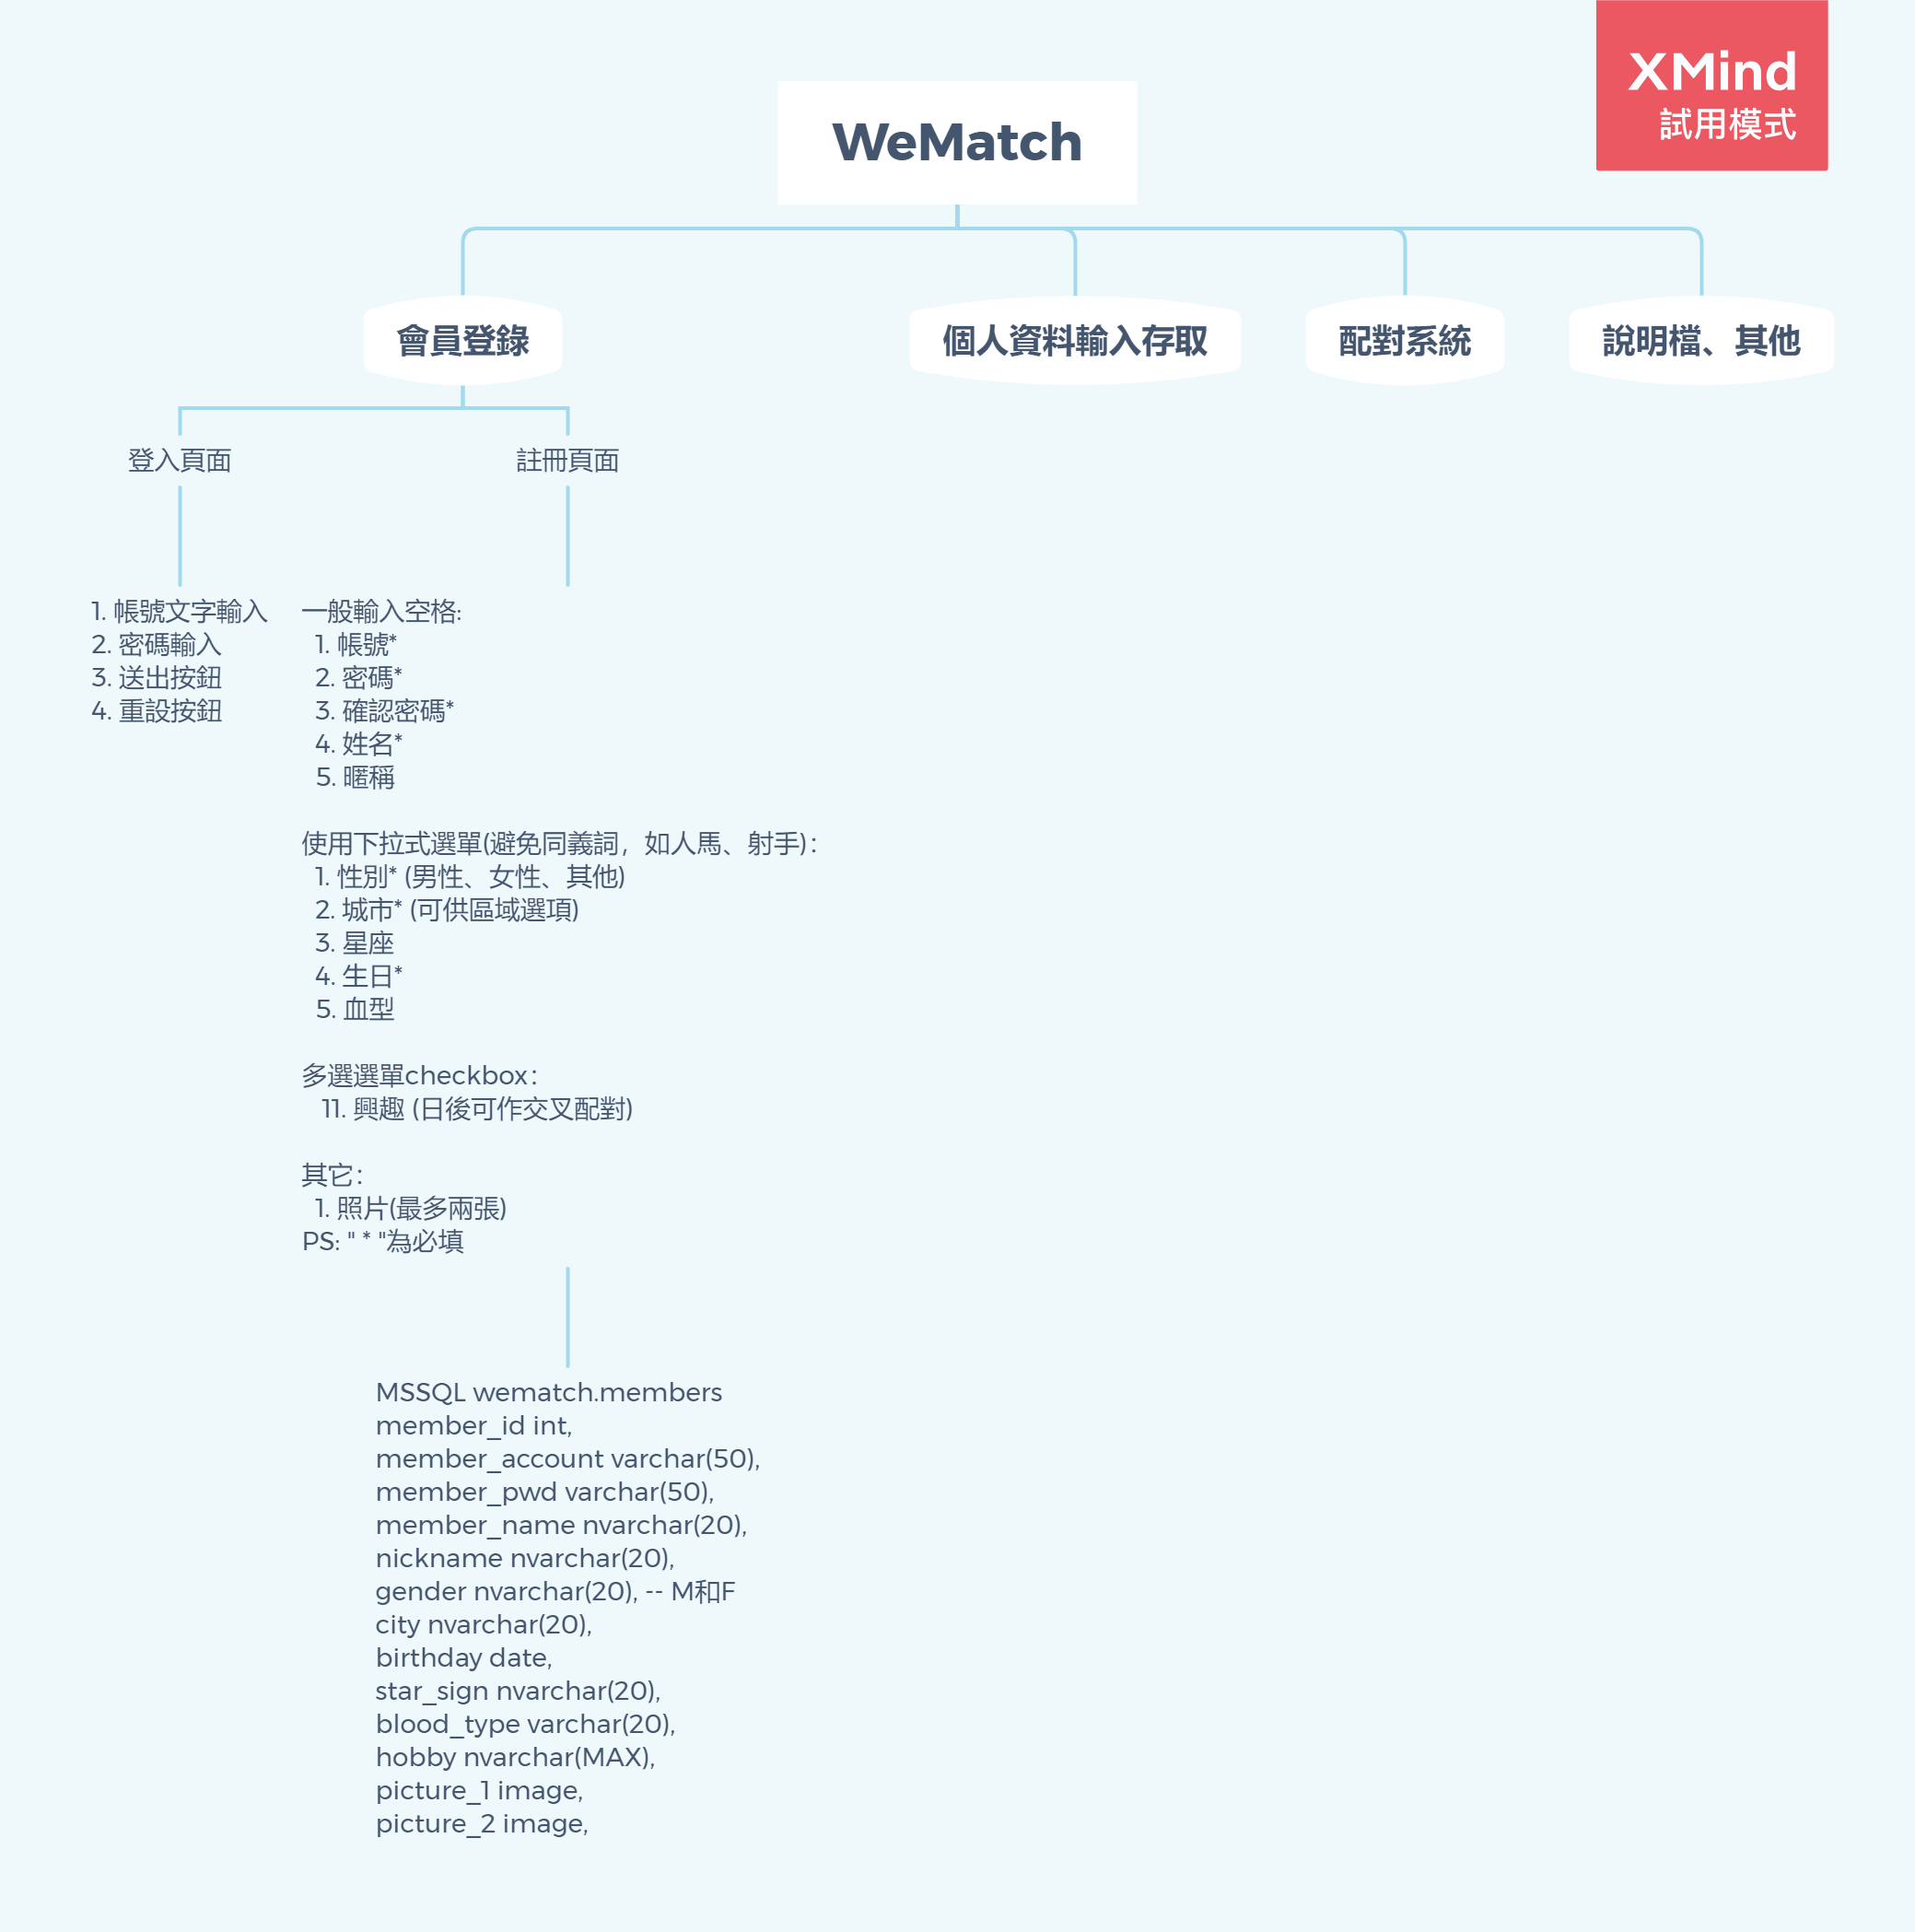 XMind
試用模式
WeMatch
會員登錄
個人資料輸入存取
配對系統
說明檔、其他
登入頁面
註冊頁面
1. 帳號文字輸入
2. 密碼輸入
3. 送出按鈕
4. 重設按鈕
一般輸入空格:
1. 帳號*
2. 密碼*
3. 確認密碼*
4. 姓名*
5. 暱稱
使用下拉式選單(避免同義詞，如人馬、射手)：
1. 性別* (男性、女性、其他)
2. 城市* (可供區域選項)
3. 星座
4. 生日*
5. 血型
多選選單checkbox：
11. 興趣 (日後可作交叉配對)
其它：
1. 照片(最多兩張)
PS: " * "為必填
MSSQL wematch.members
member_id int,
member_account varchar(50),
member_pwd varchar(50),
member_name nvarchar(20),
nickname nvarchar(20),
gender nvarchar(20), -- M和F
city nvarchar(20),
birthday date,
star_sign nvarchar(20),
blood_type varchar(20),
hobby nvarchar(MAX),
picture_1 image,
picture_2 image,